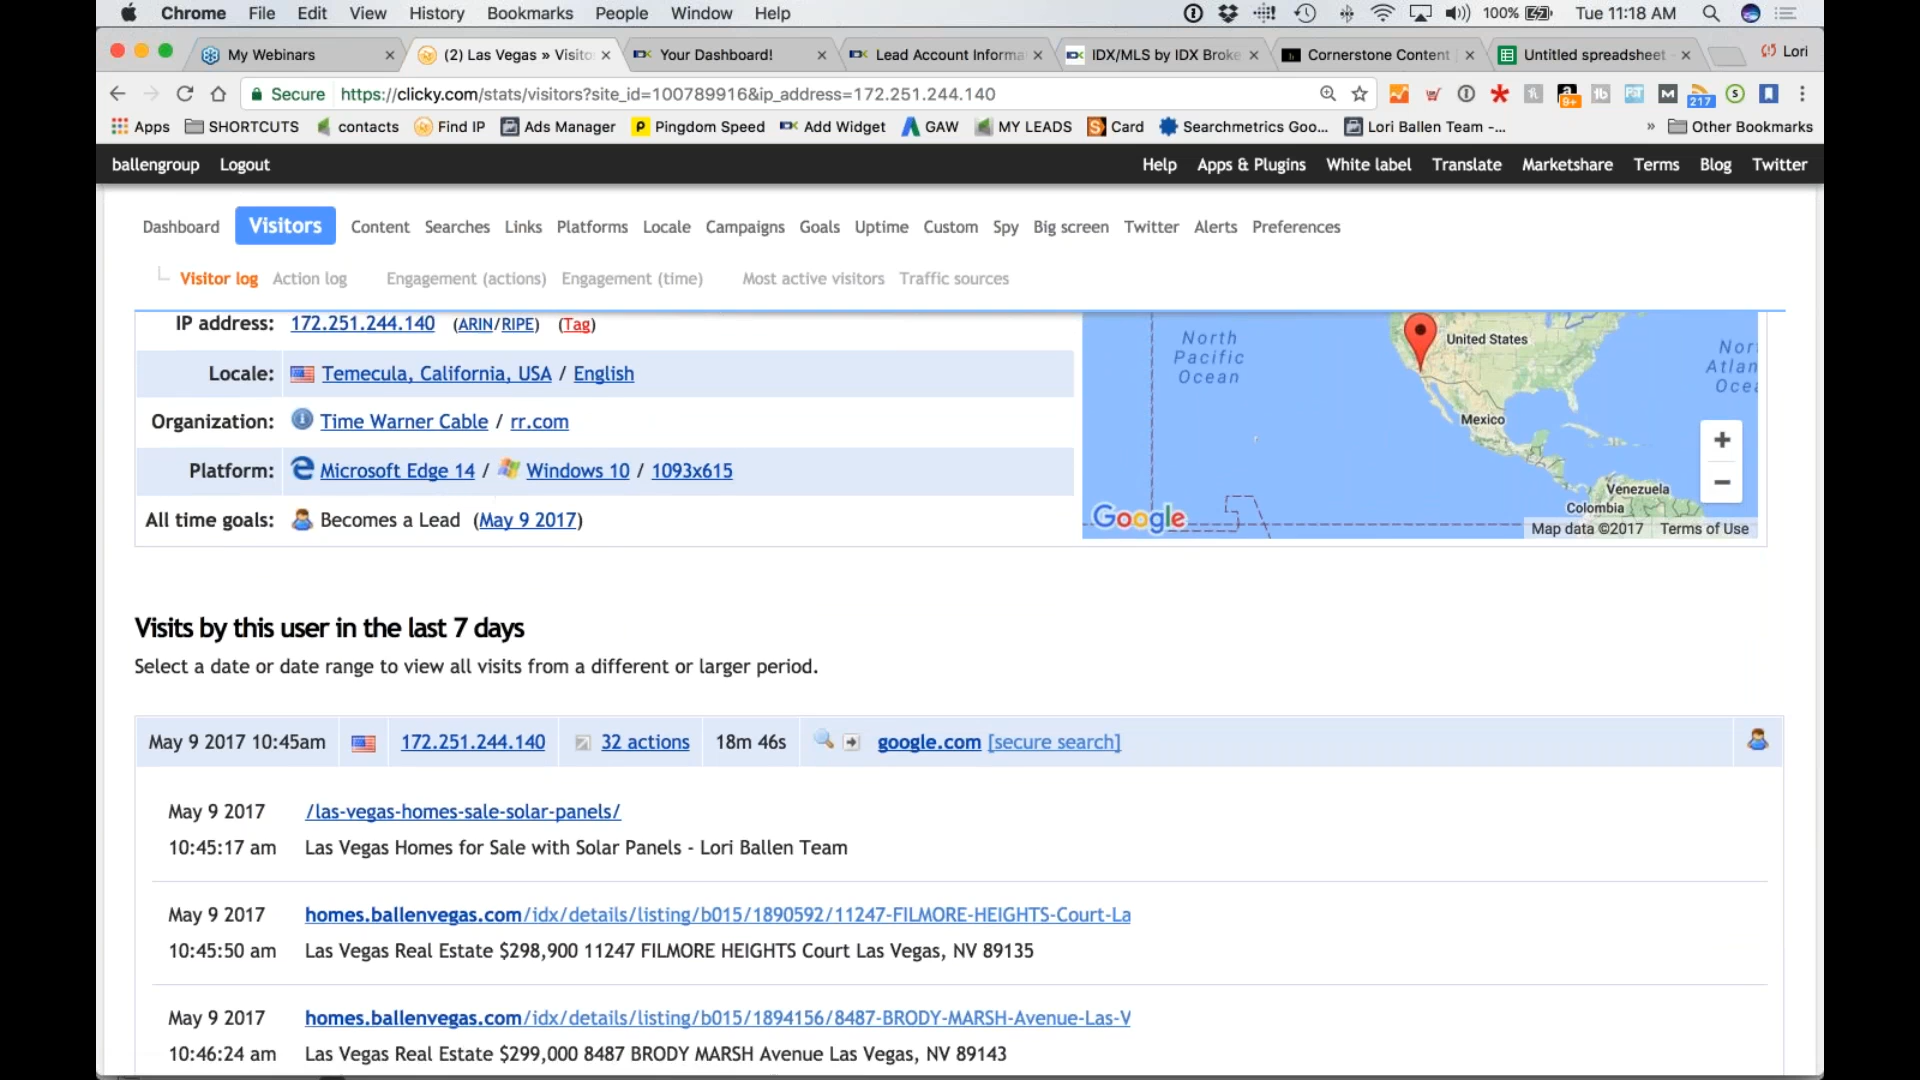 Chrome File Edit View History Bookmarks People Window Help 100% Tue 11:18 AM
My Webinars (2) Las Vegas » Visito Your Dashboard! Lead Account Informa IDX/MLS by IDX Broke Cornerstone Content Untitled spreadsheet Lori
Secure https://clicky.com/stats/visitors?site_id=100789916&ip_address=172.251.244.140 9+ 217
Apps SHORTCUTS contacts Find IP Ads Manager Pingdom Speed Add Widget GAW MY LEADS Card Searchmetrics Goo... Lori Ballen Team -... » Other Bookmarks
ballengroup Logout Help Apps & Plugins White label Translate Marketshare Terms Blog Twitter
Dashboard Visitors Content Searches Links Platforms Locale Campaigns Goals Uptime Custom Spy Big screen Twitter Alerts Preferences
Visitor log Action log Engagement (actions) Engagement (time) Most active visitors Traffic sources
IP address: 172.251.244.140 (ARIN/RIPE) (Tag)
Locale: Temecula, California, USA / English
Organization: Time Warner Cable / rr.com
Platform: Microsoft Edge 14 / Windows 10 / 1093x615
All time goals: Becomes a Lead (May 9 2017)
North
Pacific
Ocean
United States
Nor
Atlan
Oce
Mexico
+
−
Venezuela
Colombia
Google
Map data ©2017 Terms of Use
Visits by this user in the last 7 days
Select a date or date range to view all visits from a different or larger period.
May 9 2017 10:45am 172.251.244.140 32 actions 18m 46s google.com [secure search]
May 9 2017 /las-vegas-homes-sale-solar-panels/
10:45:17 am Las Vegas Homes for Sale with Solar Panels - Lori Ballen Team
May 9 2017 homes.ballenvegas.com/idx/details/listing/b015/1890592/11247-FILMORE-HEIGHTS-Court-La
10:45:50 am Las Vegas Real Estate $298,900 11247 FILMORE HEIGHTS Court Las Vegas, NV 89135
May 9 2017 homes.ballenvegas.com/idx/details/listing/b015/1894156/8487-BRODY-MARSH-Avenue-Las-V
10:46:24 am Las Vegas Real Estate $299,000 8487 BRODY MARSH Avenue Las Vegas, NV 89143